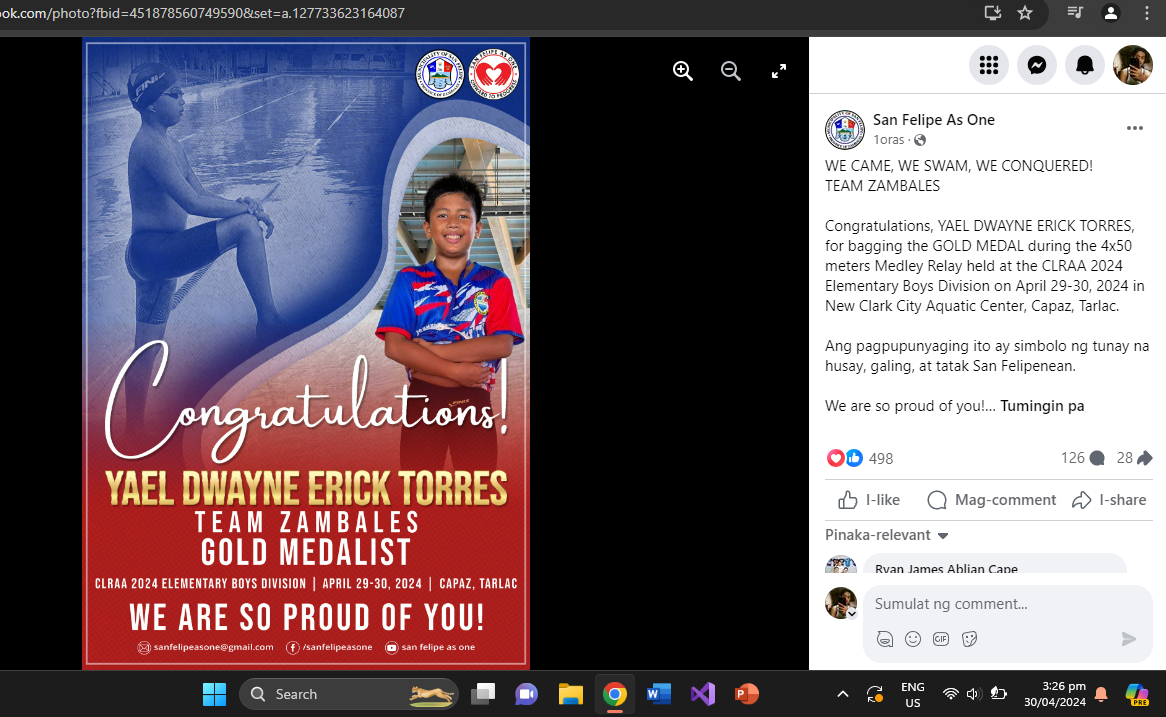 ok.com/photo?fbid=451878560749590&set=a.127733623164087
SAN FELIPE AS ONE
ONWARD TO PROGRESS
Congratulations!
YAEL DWAYNE ERICK TORRES
TEAM ZAMBALES
GOLD MEDALIST
CLRAA 2024 ELEMENTARY BOYS DIVISION | APRIL 29-30, 2024 | CAPAZ, TARLAC
WE ARE SO PROUD OF YOU!
sanfelipeasone@gmail.com /sanfelipeasone san felipe as one
San Felipe As One
1oras ·
WE CAME, WE SWAM, WE CONQUERED!
TEAM ZAMBALES
Congratulations, YAEL DWAYNE ERICK TORRES,
for bagging the GOLD MEDAL during the 4x50
meters Medley Relay held at the CLRAA 2024
Elementary Boys Division on April 29-30, 2024 in
New Clark City Aquatic Center, Capaz, Tarlac.
Ang pagpupunyaging ito ay simbolo ng tunay na
husay, galing, at tatak San Felipenean.
We are so proud of you!... Tumingin pa
498 126 28
I-like Mag-comment I-share
Pinaka-relevant
Ryan James Ablian Cape
Sumulat ng comment...
GIF
Search
ENG
US
3:26 pm
30/04/2024
PRE